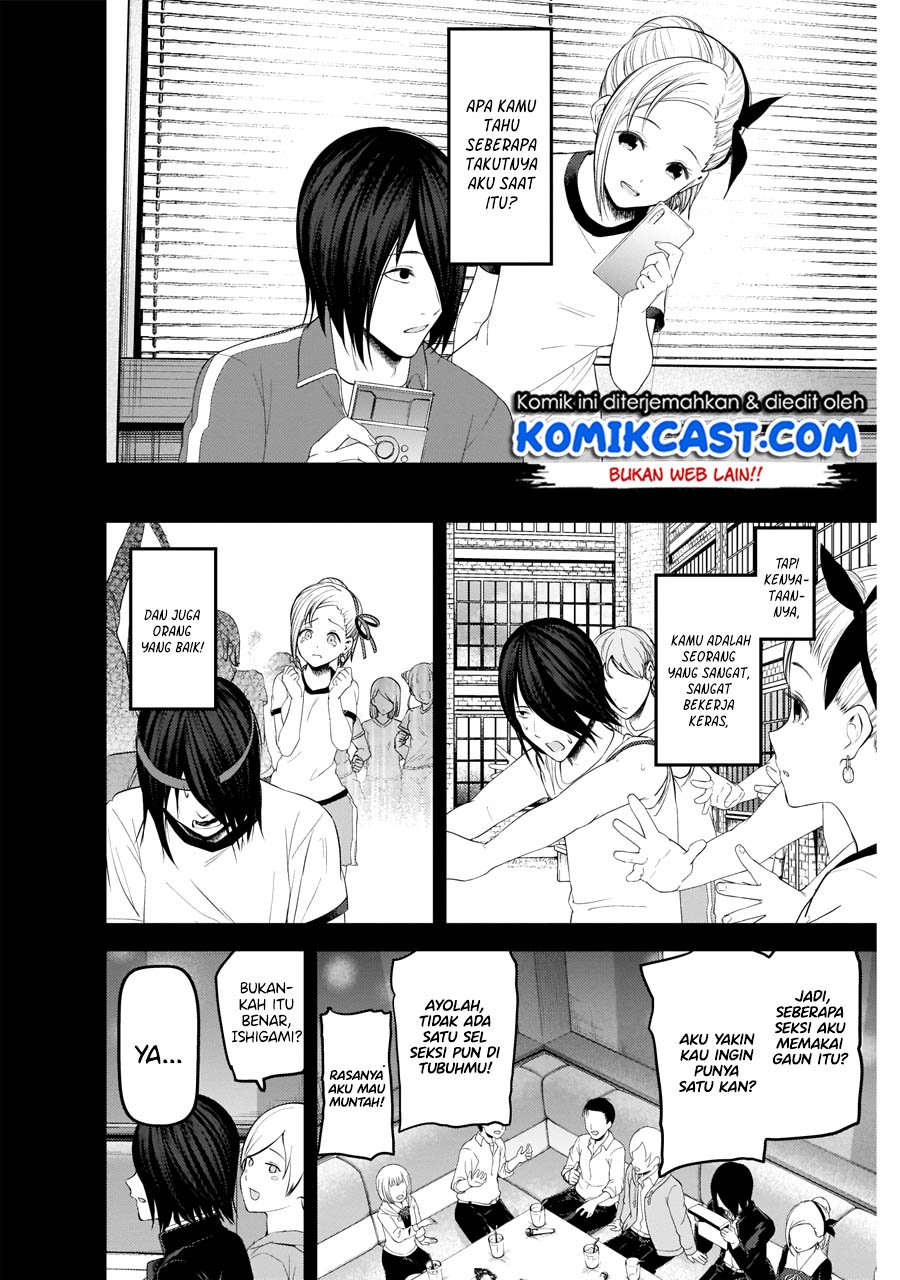 APA KAMU
TAHU
SEBERAPA
TAKUTNYA
AKU SAAT
ITU?
Komik ini diterjemahkan & diedit oleh
KOMIKCAST.COM
BUKAN WEB LAIN!!
TAPI
KENYA-
TAAN-
NYA,
KAMU ADALAH
SEORANG
YANG SANGAT,
SANGAT
BEKERJA
KERAS,
DAN JUGA
ORANG
YANG BAIK!
JADI,
SEBERAPA
SEKSI AKU
MEMAKAI
GAUN ITU?
AKU YAKIN
KAU INGIN
PUNYA
SATU KAN?
AYOLAH,
TIDAK ADA
SATU SEL
SEKSI PUN DI
TUBUHMU!
RASANYA
AKU MAU
MUNTAH!
BUKAN-
KAH ITU
BENAR,
ISHIGAMI?
YA...